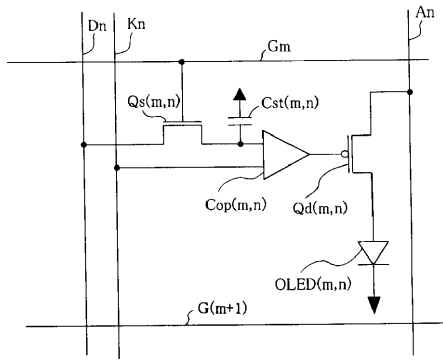 Dn
Kn
An
Gm
Qs(m,n)
Cst(m,n)
Cop(m,n)
Qd(m,n)
OLED(m,n)
G(m+1)